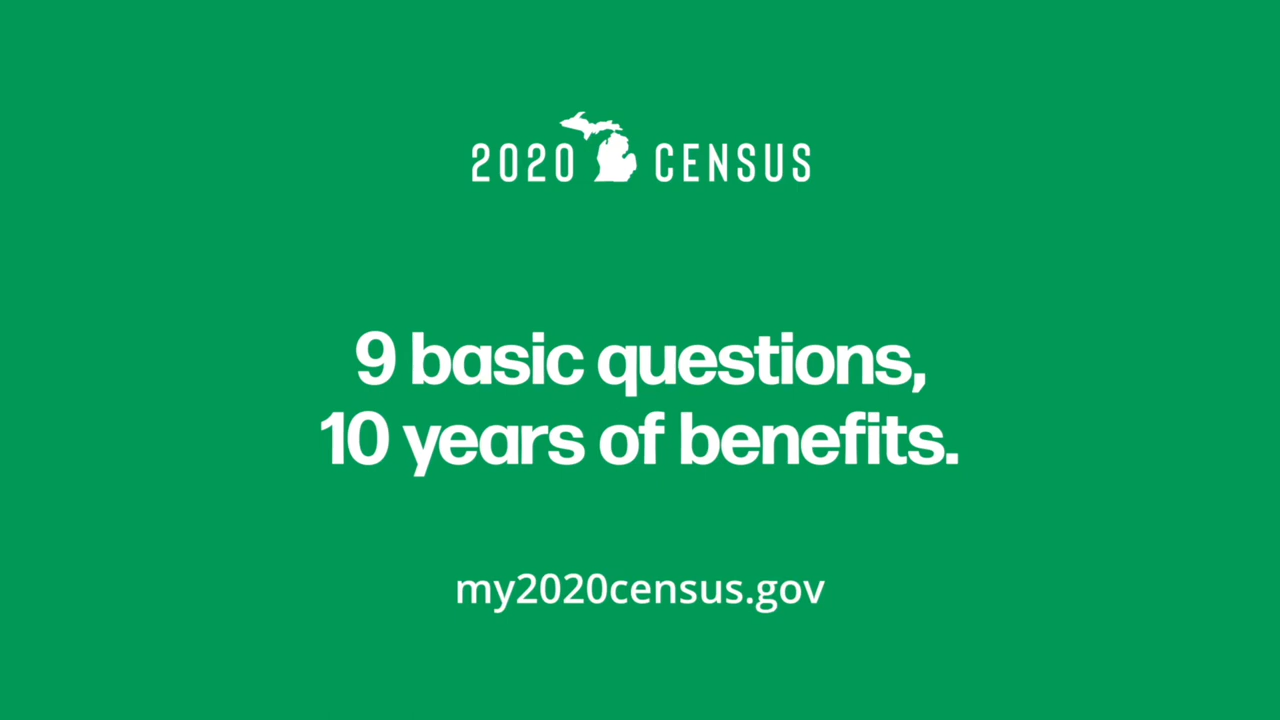 2020 CENSUS
9 basic questions,
10 years of benefits.
my2020census.gov